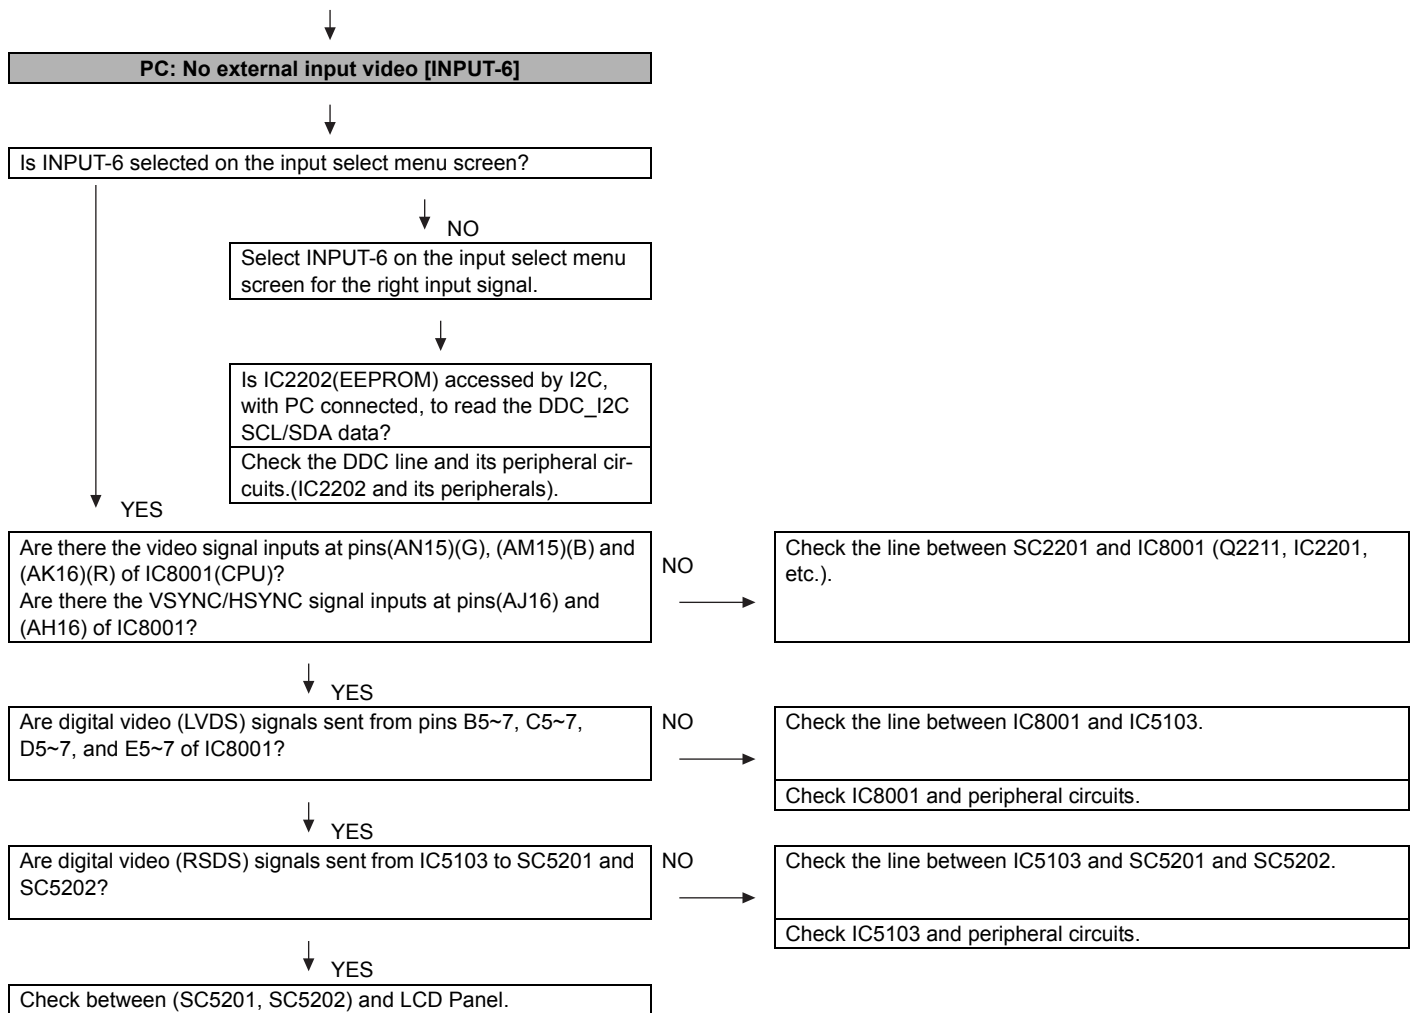 PC: No external input video [INPUT-6]
Is INPUT-6 selected on the input select menu screen?
NO
Select INPUT-6 on the input select menu
screen for the right input signal.
Is IC2202(EEPROM) accessed by I2C,
with PC connected, to read the DDC_I2C
SCL/SDA data?
Check the DDC line and its peripheral cir-
cuits.(IC2202 and its peripherals).
YES
Are there the video signal inputs at pins(AN15)(G), (AM15)(B) and
(AK16)(R) of IC8001(CPU)?
Are there the VSYNC/HSYNC signal inputs at pins(AJ16) and
(AH16) of IC8001?
NO
Check the line between SC2201 and IC8001 (Q2211, IC2201,
etc.).
YES
Are digital video (LVDS) signals sent from pins B5~7, C5~7,
D5~7, and E5~7 of IC8001?
NO
Check the line between IC8001 and IC5103.
Check IC8001 and peripheral circuits.
YES
Are digital video (RSDS) signals sent from IC5103 to SC5201 and
SC5202?
NO
Check the line between IC5103 and SC5201 and SC5202.
Check IC5103 and peripheral circuits.
YES
Check between (SC5201, SC5202) and LCD Panel.